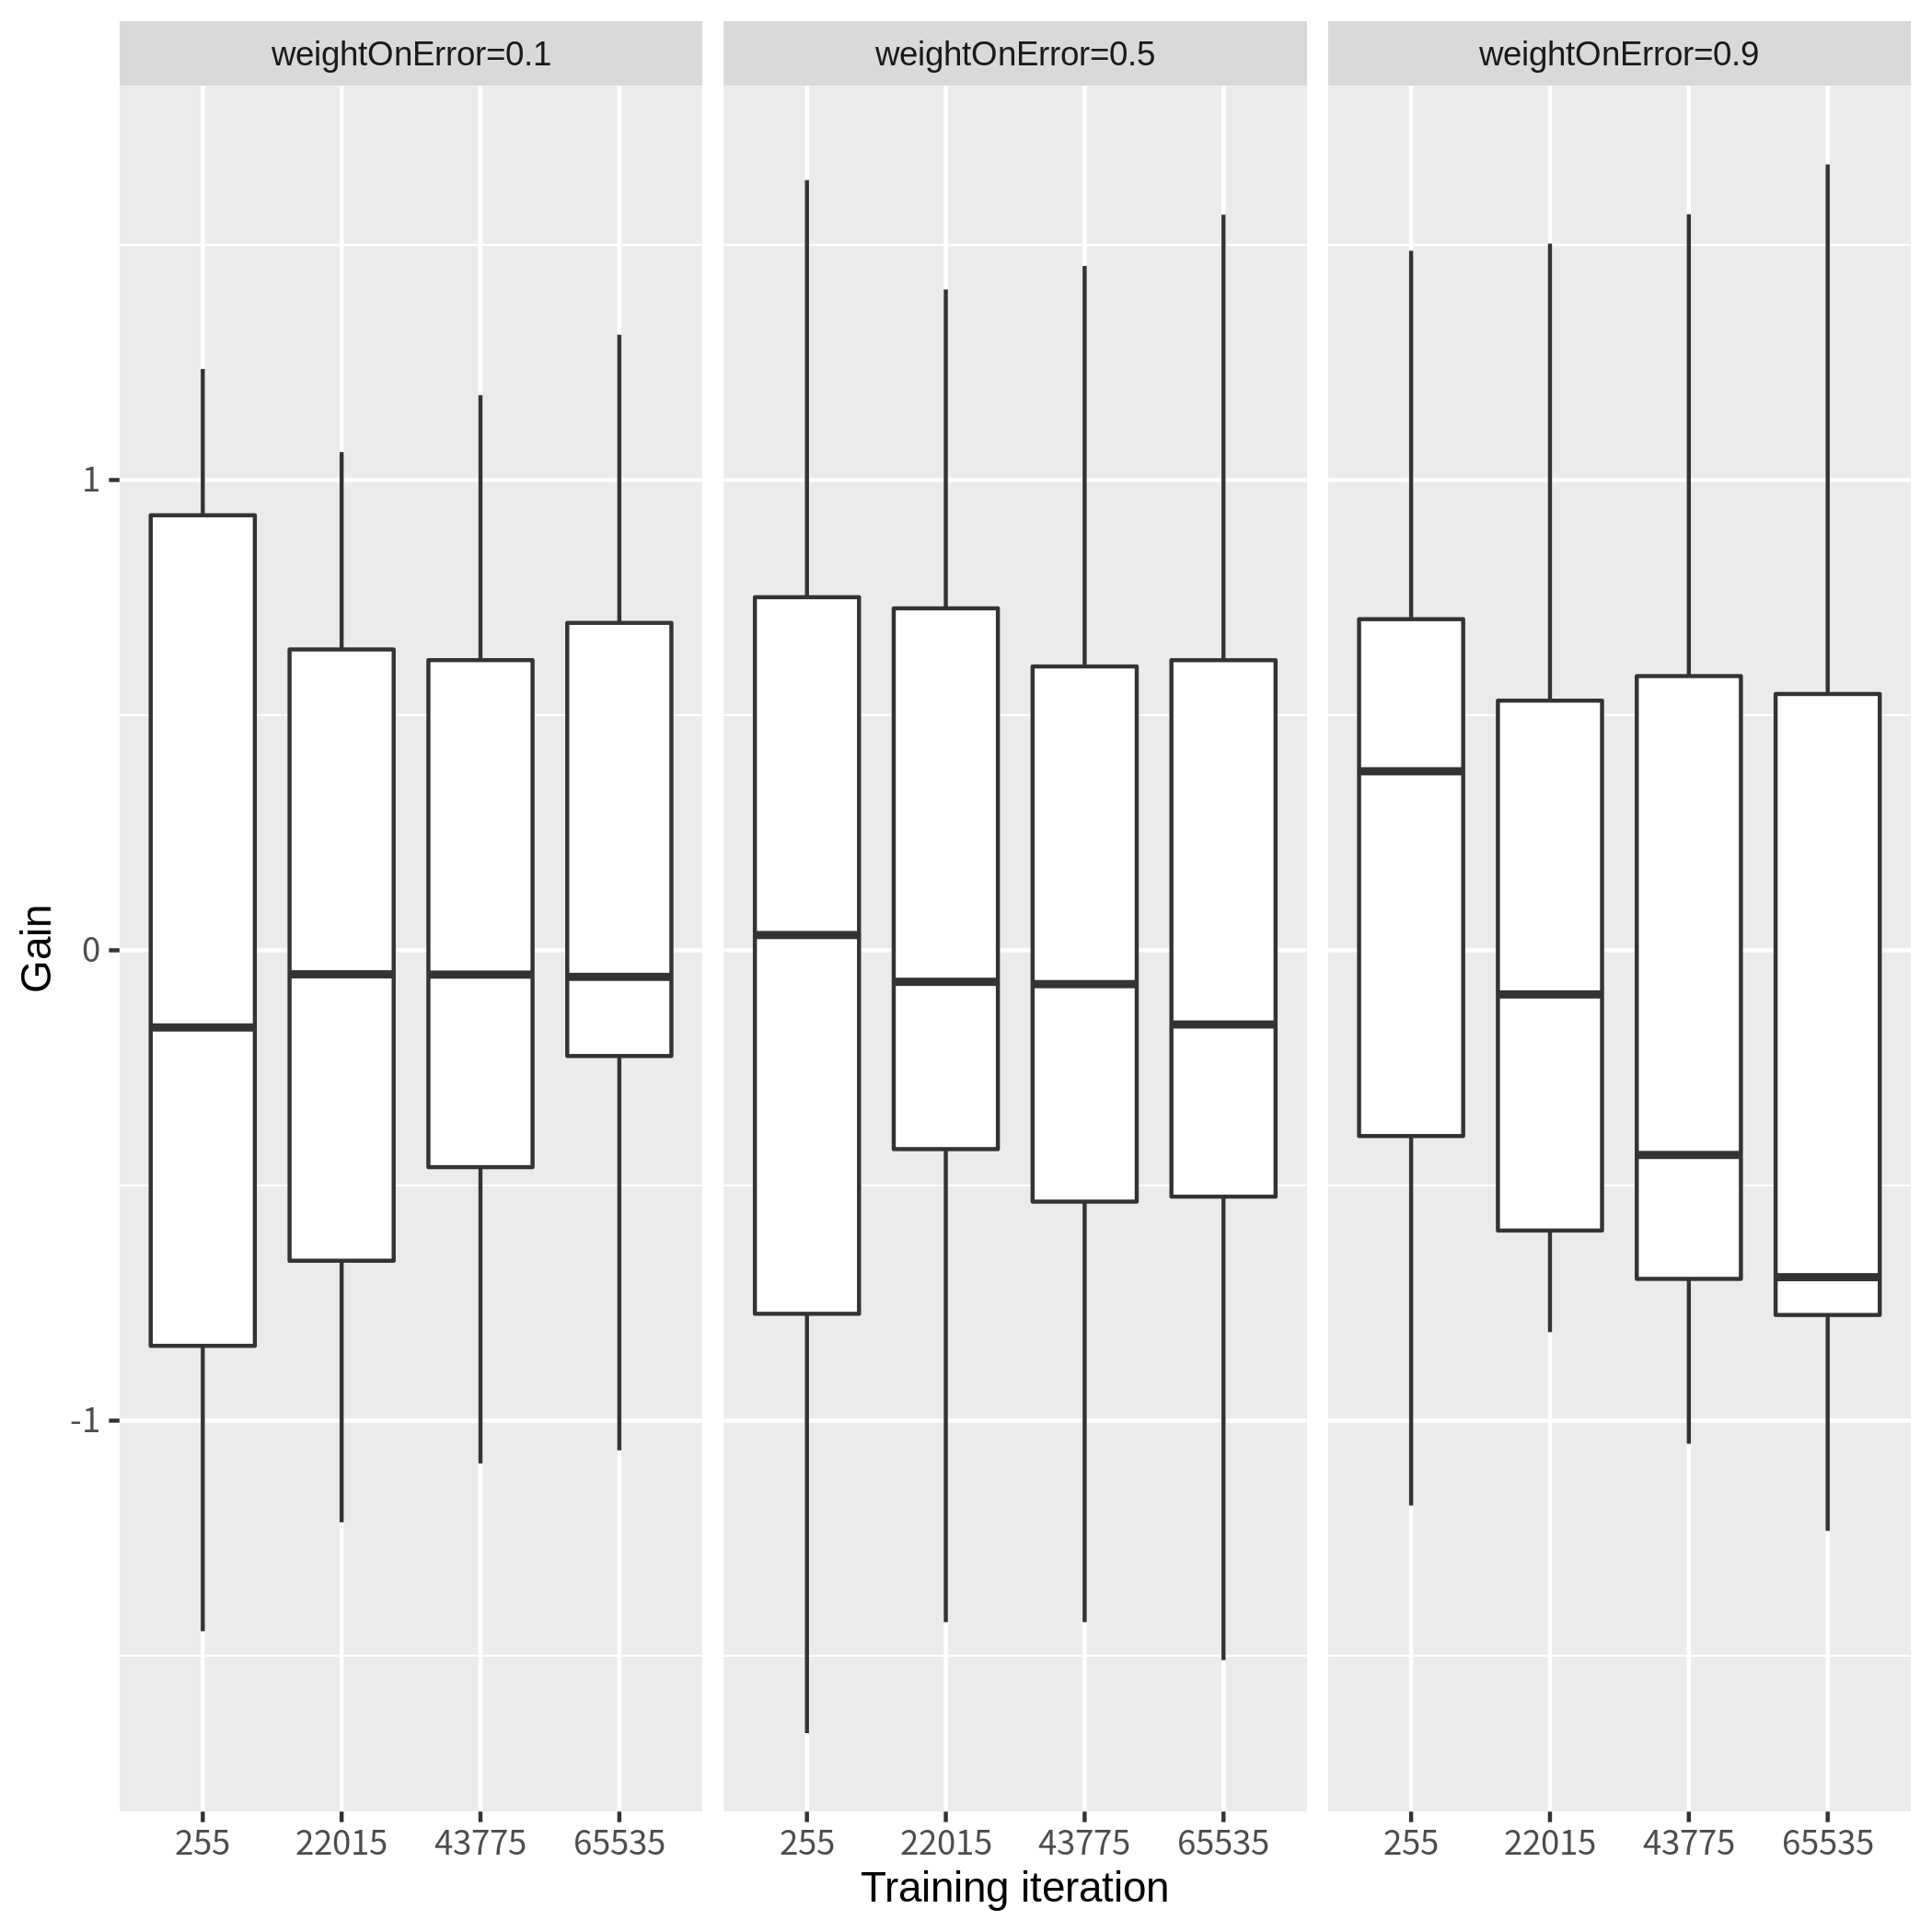 weightOnError=0.1 weightOnError=0.5 weightOnError=0.9
1
0
-1
Gain
255 22015 43775 65535 255 22015 43775 65535 255 22015 43775 65535
Training iteration